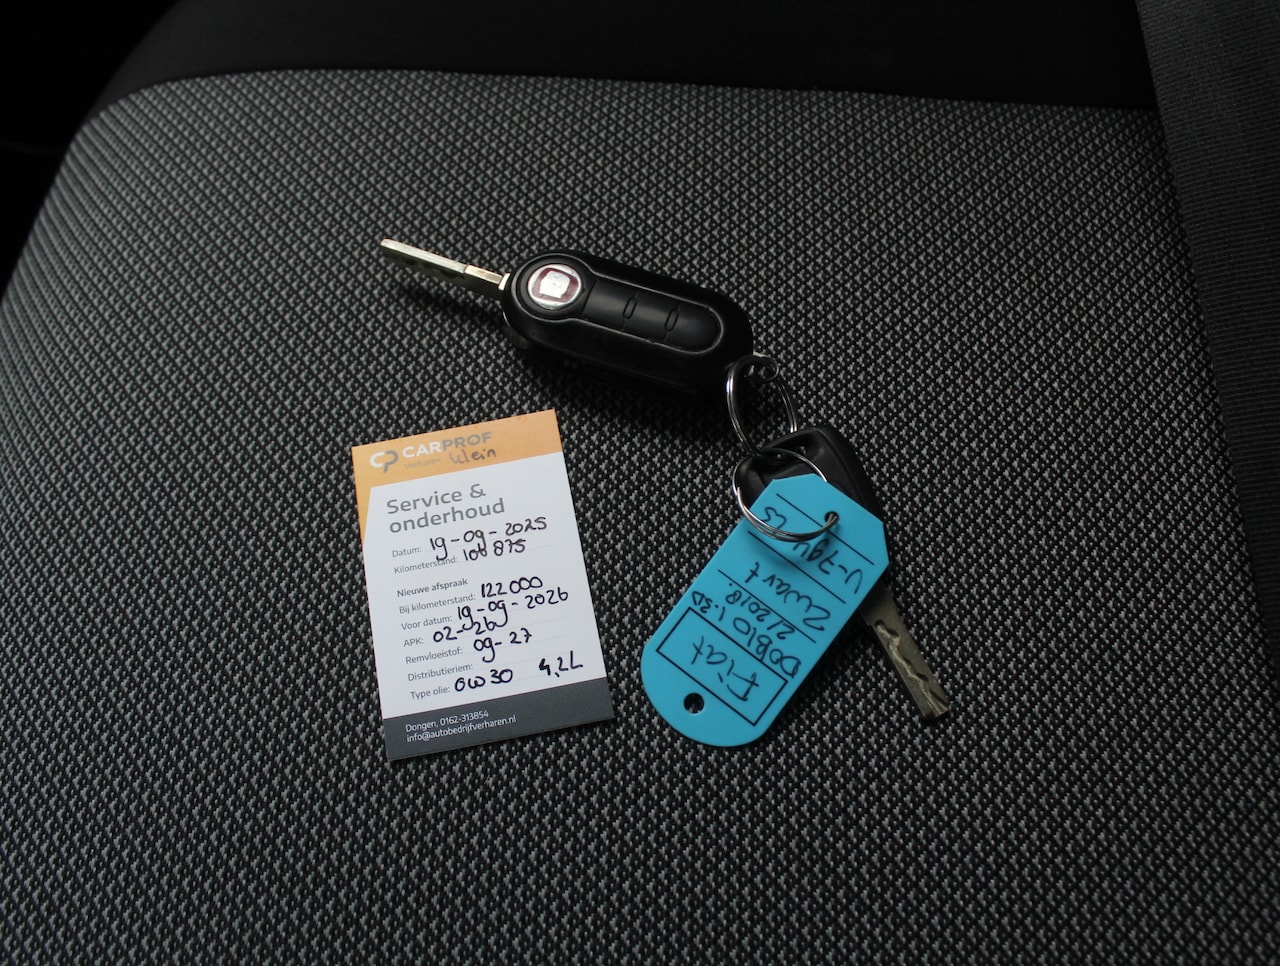 CARPROF
Verharen klein
Service &
onderhoud
Datum: 19-09-2025
Kilometerstand: 106 875
Nieuwe afspraak
Bij kilometerstand: 122 000
Voor datum: 19-09-2026
APK: 02-26
Remvloeistof: 09-27
Distributieriem:
Type olie: 0W30 4,2L
Dongen, 0162-313854
info@autobedrijfverharen.nl
Fiat
DOBLO 1.3D
2/2018.
Zwart